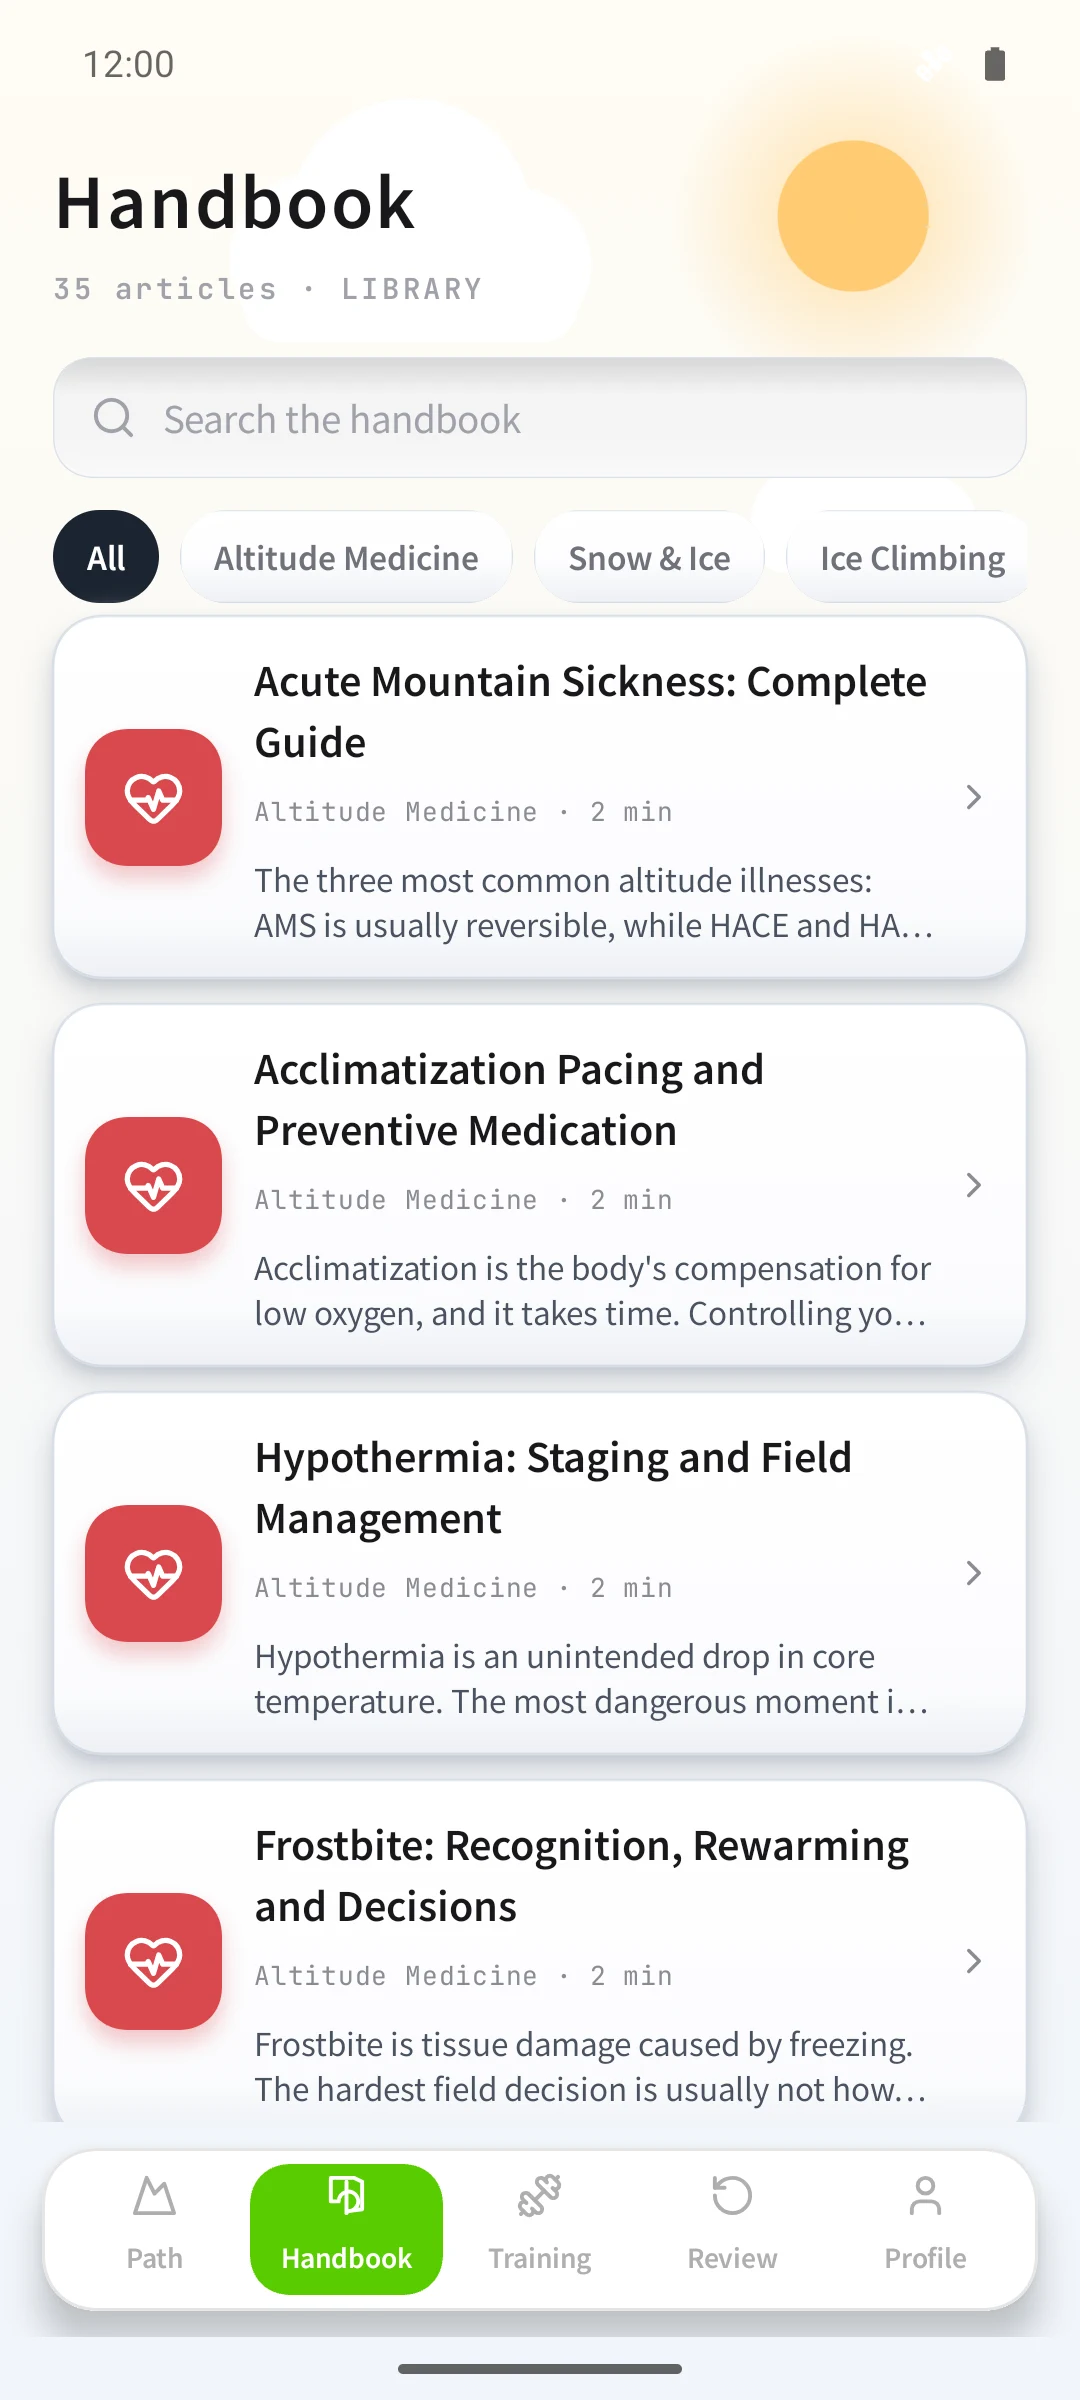 12:00
Handbook
35 articles · LIBRARY
Search the handbook
All
Altitude Medicine
Snow & Ice
Ice Climbing
Acute Mountain Sickness: Complete
Guide
Altitude Medicine · 2 min
The three most common altitude illnesses:
AMS is usually reversible, while HACE and HA…
Acclimatization Pacing and
Preventive Medication
Altitude Medicine · 2 min
Acclimatization is the body's compensation for
low oxygen, and it takes time. Controlling yo…
Hypothermia: Staging and Field
Management
Altitude Medicine · 2 min
Hypothermia is an unintended drop in core
temperature. The most dangerous moment i…
Frostbite: Recognition, Rewarming
and Decisions
Altitude Medicine · 2 min
Frostbite is tissue damage caused by freezing.
The hardest field decision is usually not how…
Path
Handbook
Training
Review
Profile